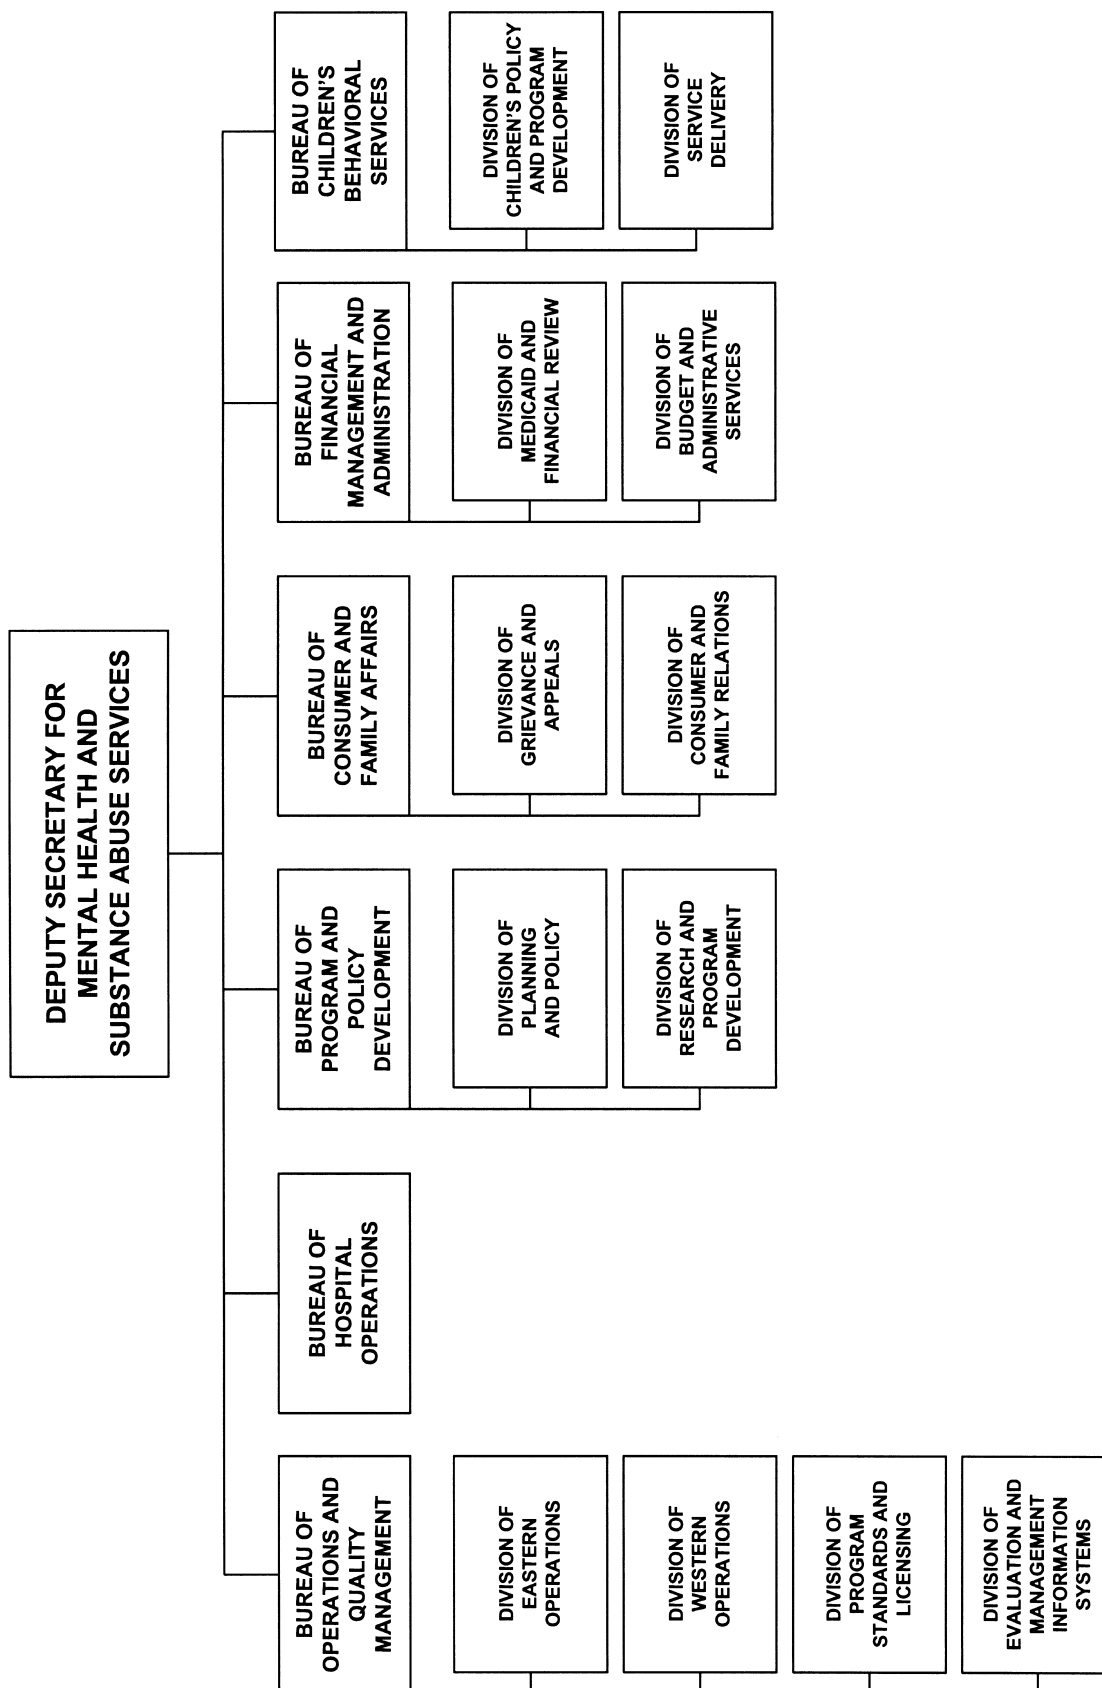 DEPUTY SECRETARY FOR
MENTAL HEALTH AND
SUBSTANCE ABUSE SERVICES
BUREAU OF
OPERATIONS AND
QUALITY
MANAGEMENT
DIVISION OF
EASTERN
OPERATIONS
DIVISION OF
WESTERN
OPERATIONS
DIVISION OF
PROGRAM
STANDARDS AND
LICENSING
DIVISION OF
EVALUATION AND
MANAGEMENT
INFORMATION
SYSTEMS
BUREAU OF
HOSPITAL
OPERATIONS
BUREAU OF
PROGRAM AND
POLICY
DEVELOPMENT
DIVISION OF
PLANNING
AND POLICY
DIVISION OF
RESEARCH AND
PROGRAM
DEVELOPMENT
BUREAU OF
CONSUMER AND
FAMILY AFFAIRS
DIVISION OF
GRIEVANCE AND
APPEALS
DIVISION OF
CONSUMER AND
FAMILY RELATIONS
BUREAU OF
FINANCIAL
MANAGEMENT AND
ADMINISTRATION
DIVISION OF
MEDICAID AND
FINANCIAL REVIEW
DIVISION OF
BUDGET AND
ADMINISTRATIVE
SERVICES
BUREAU OF
CHILDREN'S
BEHAVIORAL
SERVICES
DIVISION OF
CHILDREN'S POLICY
AND PROGRAM
DEVELOPMENT
DIVISION OF
SERVICE
DELIVERY